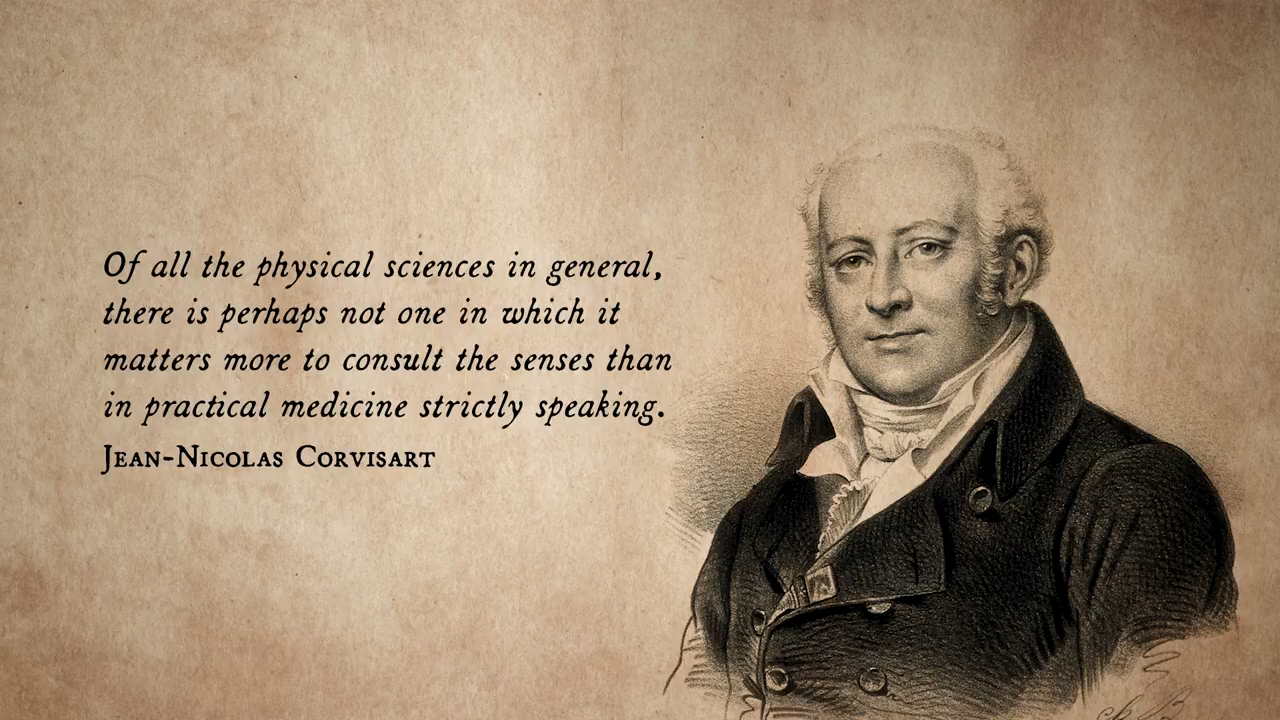 Of all the physical sciences in general,
there is perhaps not one in which it
matters more to consult the senses than
in practical medicine strictly speaking.
Jean-Nicolas Corvisart